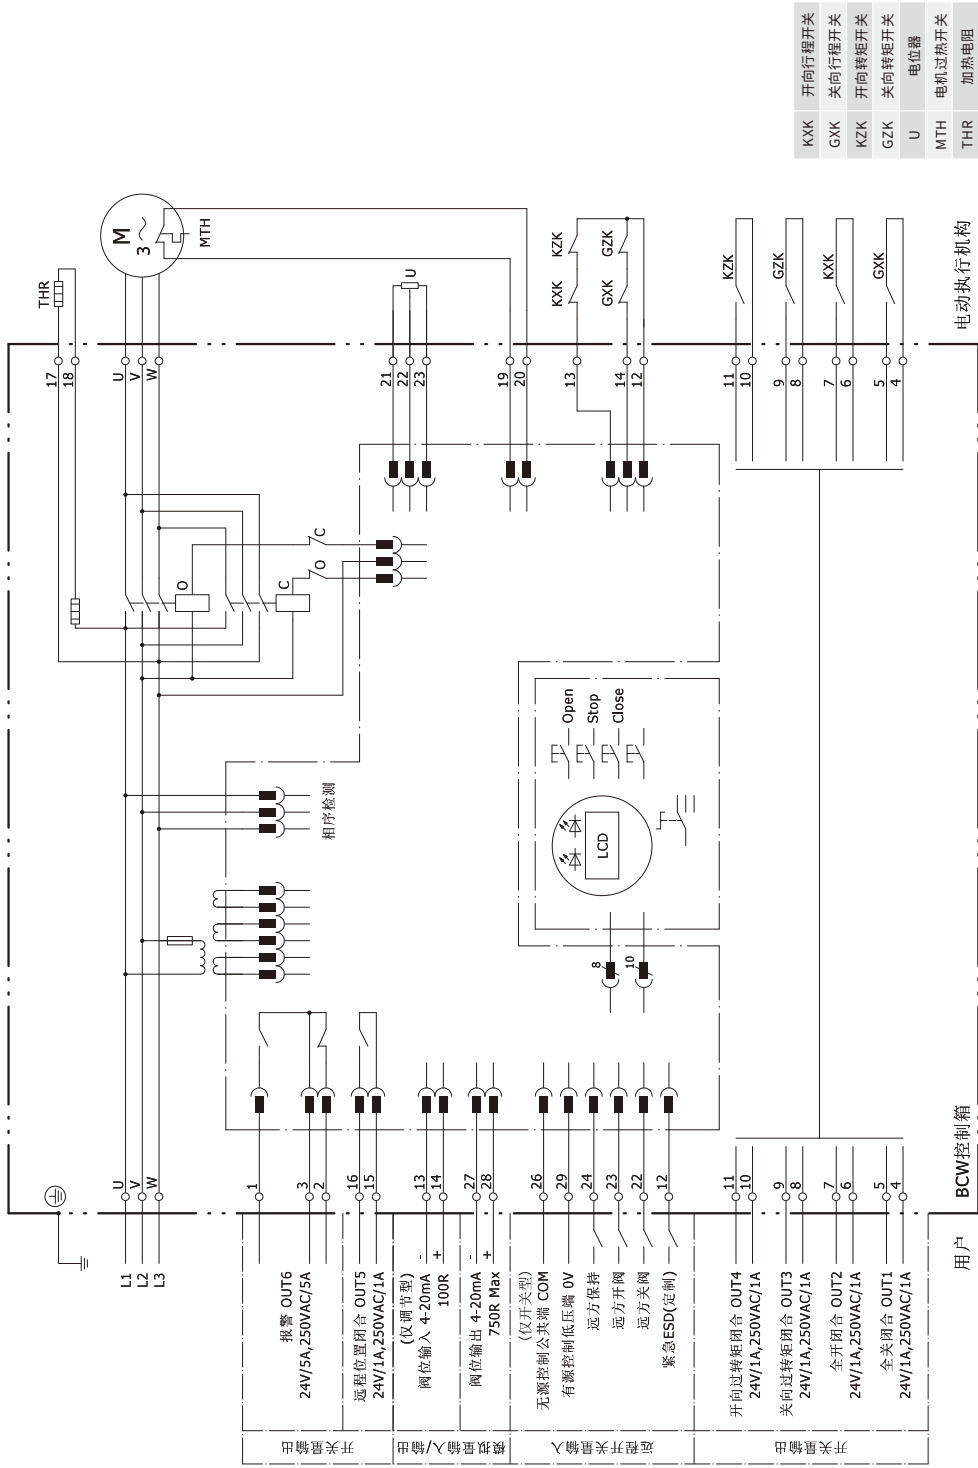 KXK 开向行程开关
GXK 关向行程开关
KZK 开向转矩开关
GZK 关向转矩开关
U 电位器
MTH 电机过热开关
THR 加热电阻
THR
M
3
MTH
U
KXK KZK
GXK GZK
KZK
GZK
KXK
GXK
电动执行机构
17
18
U
V
W
21
22
23
19
20
13
14
12
11
10
9
8
7
6
5
4
O
C
C
O
相序检测
Open
Stop
Close
LCD
8
10
BCW控制箱
U
V
W
1
3
2
16
15
13
14
27
28
26
29
24
23
22
12
11
10
9
8
7
6
5
4
用户
L1
L2
L3
报警 OUT6
24V/5A,250VAC/5A
远程位置闭合 OUT5
24V/1A,250VAC/1A
(仅调节型)
阀位输入 4-20mA -
100R +
阀位输出 4-20mA -
750R Max +
(仅开关型)
无源控制公共端 COM
有源控制低压端 0V
远方保持
远方开阀
远方关阀
紧急ESD(定制)
开向过转矩闭合 OUT4
24V/1A,250VAC/1A
关向过转矩闭合 OUT3
24V/1A,250VAC/1A
全开闭合 OUT2
24V/1A,250VAC/1A
全关闭合 OUT1
24V/1A,250VAC/1A
开关量输出
模拟量输入/输出
远程开关量输入
开关量输出